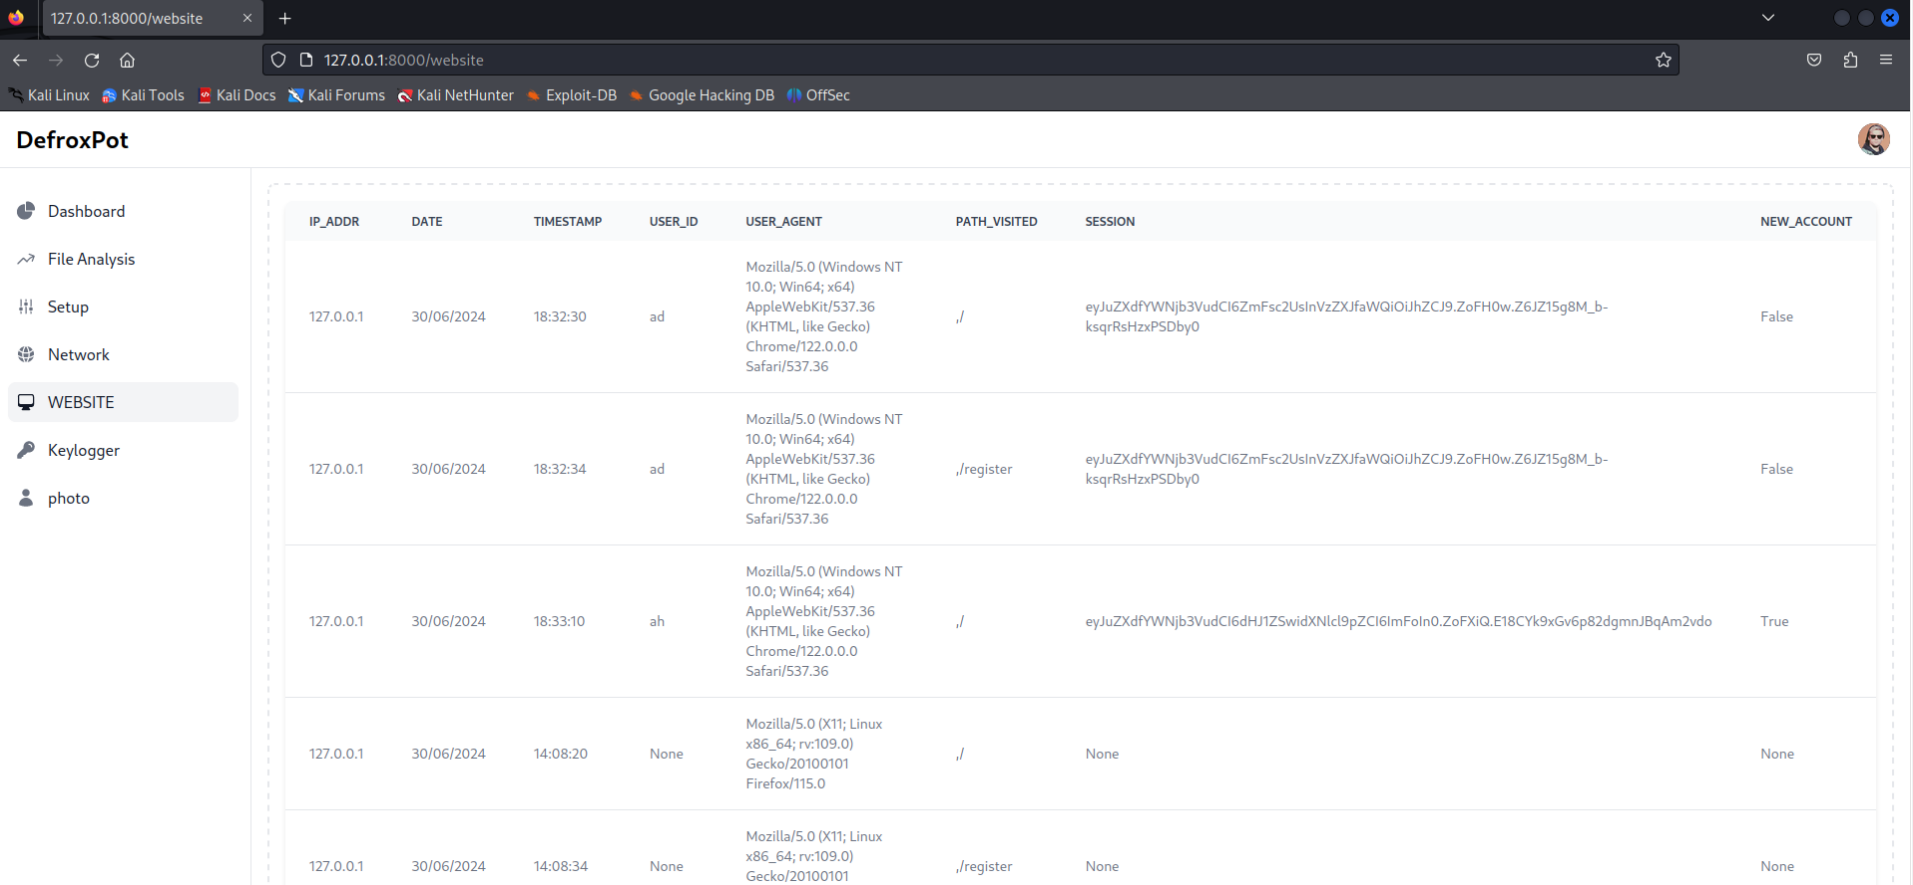 127.0.0.1:8000/website
127.0.0.1:8000/website
Kali Linux Kali Tools Kali Docs Kali Forums Kali NetHunter Exploit-DB Google Hacking DB OffSec
DefroxPot
Dashboard
File Analysis
Setup
Network
WEBSITE
Keylogger
photo
IP_ADDR DATE TIMESTAMP USER_ID USER_AGENT PATH_VISITED SESSION NEW_ACCOUNT
Mozilla/5.0 (Windows NT
10.0; Win64; x64)
AppleWebKit/537.36 eyJuZXdfYWNjb3VudCI6ZmFsc2UsInVzZXJfaWQiOiJhZCJ9.ZoFH0w.Z6JZ15g8M_b-
127.0.0.1 30/06/2024 18:32:30 ad ,/ False
(KHTML, like Gecko) ksqrRsHzxPSDby0
Chrome/122.0.0.0
Safari/537.36
Mozilla/5.0 (Windows NT
10.0; Win64; x64)
AppleWebKit/537.36 eyJuZXdfYWNjb3VudCI6ZmFsc2UsInVzZXJfaWQiOiJhZCJ9.ZoFH0w.Z6JZ15g8M_b-
127.0.0.1 30/06/2024 18:32:34 ad ,/register False
(KHTML, like Gecko) ksqrRsHzxPSDby0
Chrome/122.0.0.0
Safari/537.36
Mozilla/5.0 (Windows NT
10.0; Win64; x64)
AppleWebKit/537.36
127.0.0.1 30/06/2024 18:33:10 ah ,/ eyJuZXdfYWNjb3VudCI6dHJ1ZSwidXNlcl9pZCI6ImFoIn0.ZoFXiQ.E18CYk9xGv6p82dgmnJBqAm2vdo True
(KHTML, like Gecko)
Chrome/122.0.0.0
Safari/537.36
Mozilla/5.0 (X11; Linux
x86_64; rv:109.0)
127.0.0.1 30/06/2024 14:08:20 None ,/ None None
Gecko/20100101
Firefox/115.0
Mozilla/5.0 (X11; Linux
x86_64; rv:109.0)
127.0.0.1 30/06/2024 14:08:34 None ,/register None None
Gecko/20100101